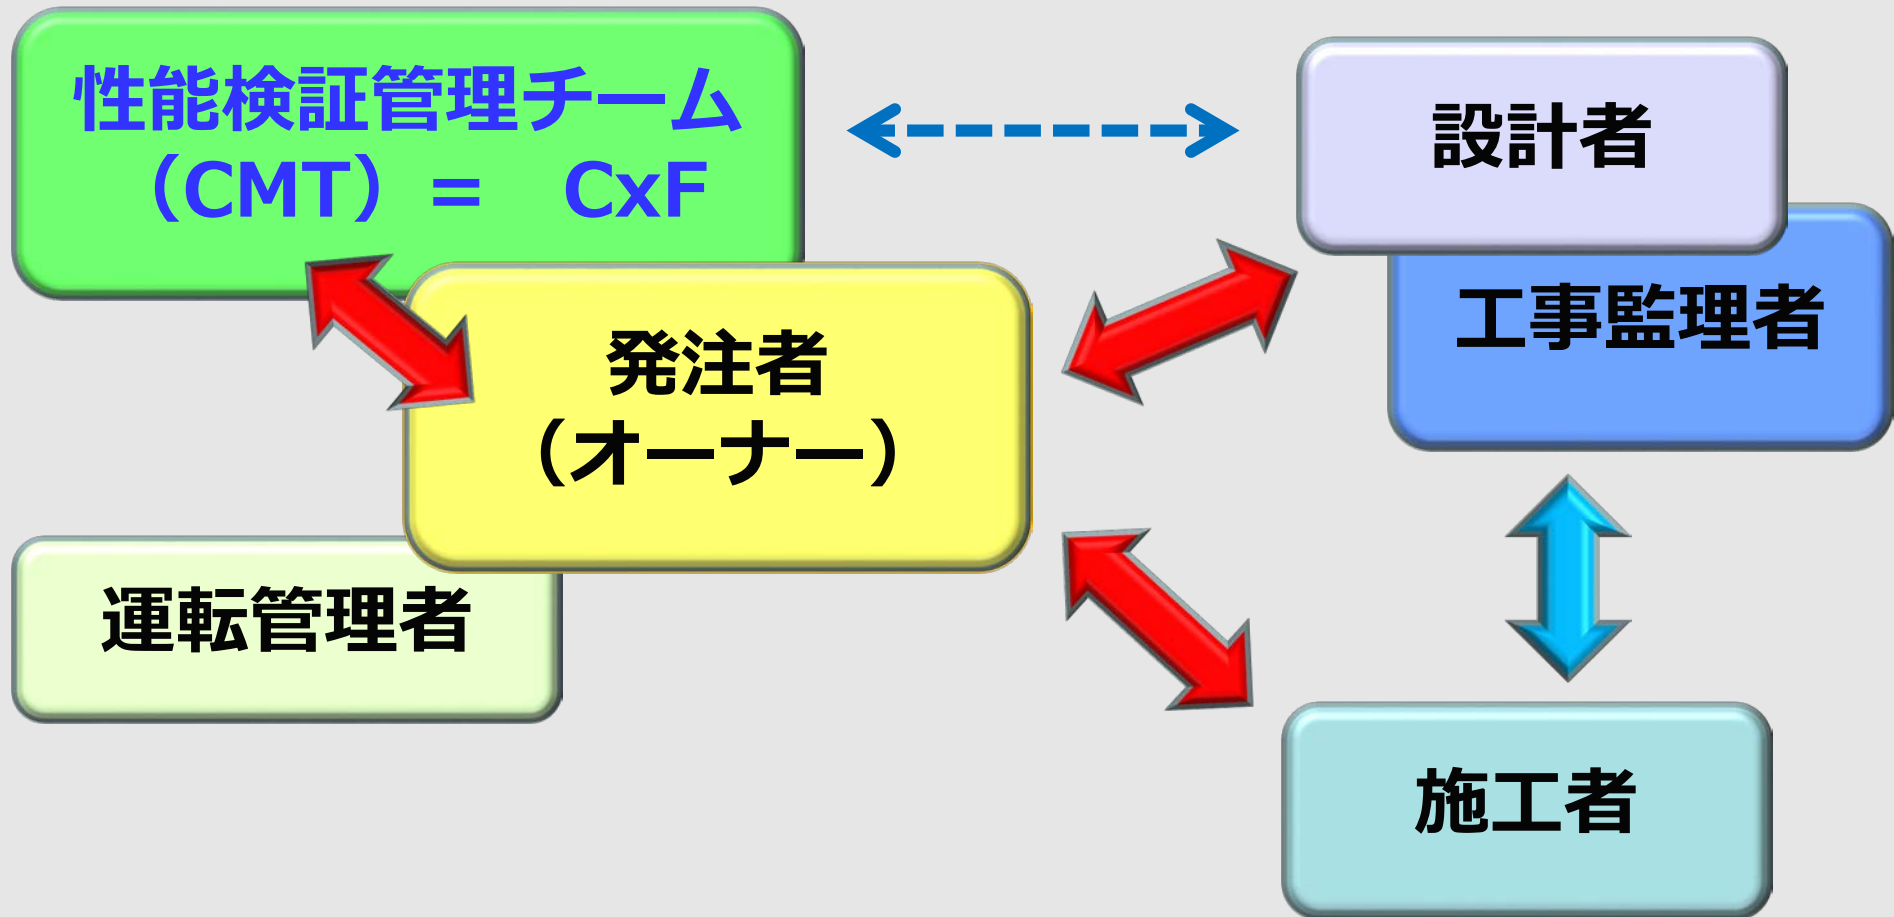 性能検証管理チーム
（CMT）＝　CxF
設計者
工事監理者
発注者
（オーナー）
運転管理者
施工者